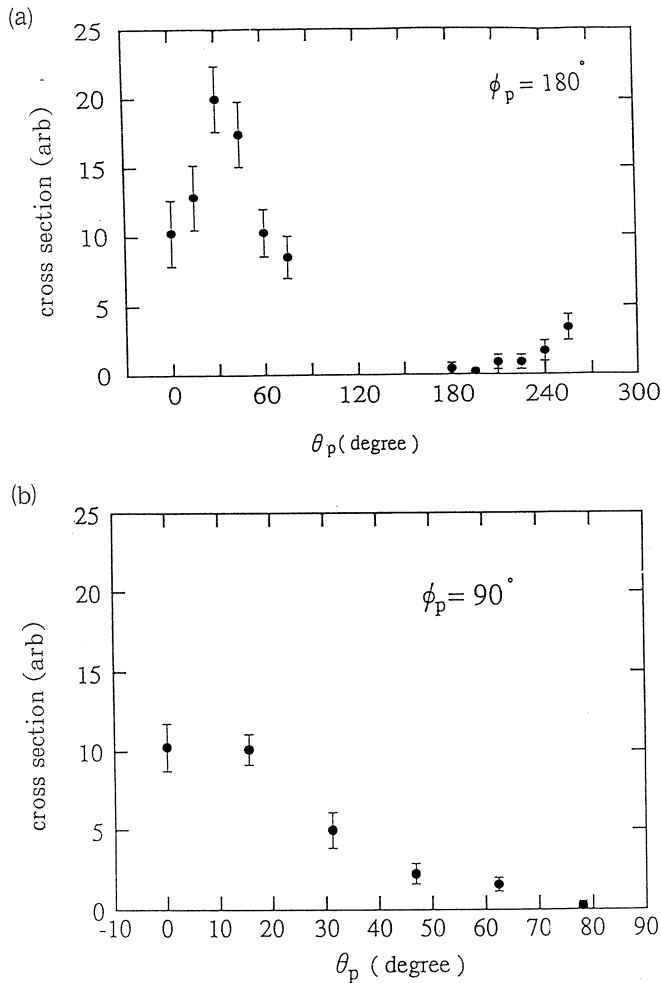 (a)
25
20
15
10
5
0
cross section (arb)
ϕp = 180°
0 60 120 180 240 300
θp (degree)
(b)
25
20
15
10
5
0
cross section (arb)
ϕp = 90°
-10 0 10 20 30 40 50 60 70 80 90
θp (degree)